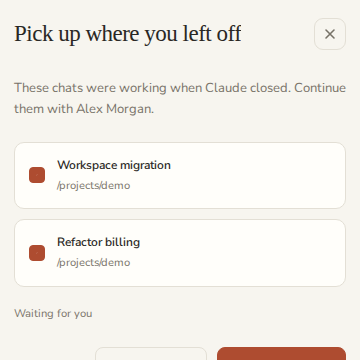 Pick up where you left off
These chats were working when Claude closed. Continue
them with Alex Morgan.
Workspace migration
/projects/demo
Refactor billing
/projects/demo
Waiting for you